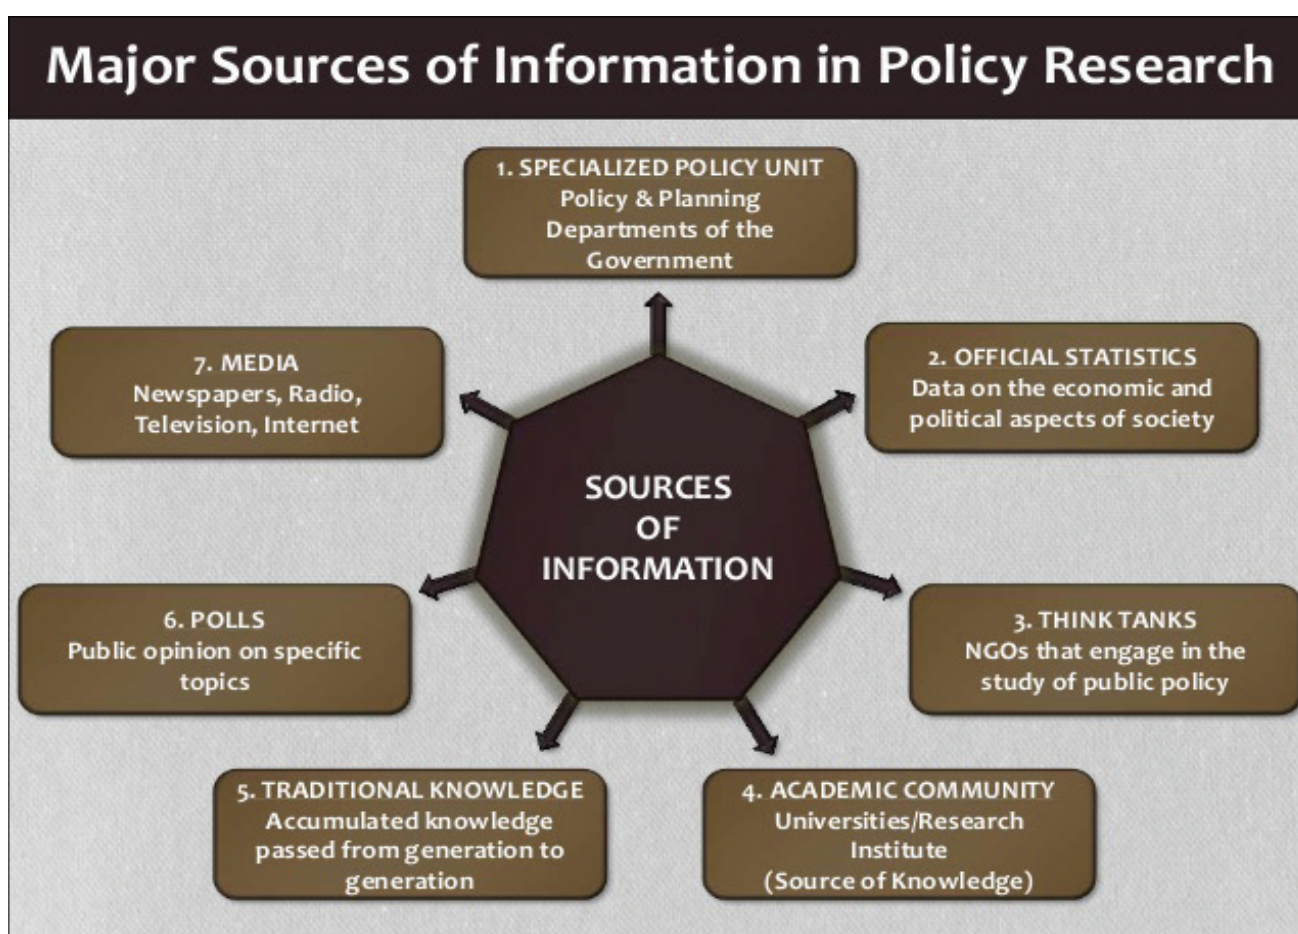 Major Sources of Information in Policy Research
1. SPECIALIZED POLICY UNIT
Policy & Planning
Departments of the
Government
2. OFFICIAL STATISTICS
Data on the economic and
political aspects of society
3. THINK TANKS
NGOs that engage in the
study of public policy
4. ACADEMIC COMMUNITY
Universities/Research
Institute
(Source of Knowledge)
5. TRADITIONAL KNOWLEDGE
Accumulated knowledge
passed from generation to
generation
6. POLLS
Public opinion on specific
topics
7. MEDIA
Newspapers, Radio,
Television, Internet
SOURCES
OF
INFORMATION